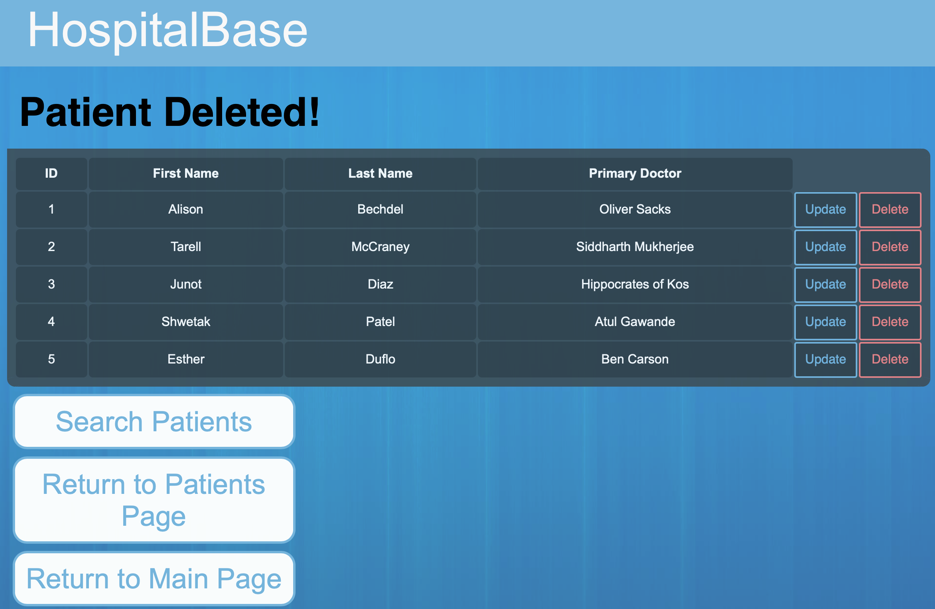 HospitalBase
Patient Deleted!
ID First Name Last Name Primary Doctor
1 Alison Bechdel Oliver Sacks Update Delete
2 Tarell McCraney Siddharth Mukherjee Update Delete
3 Junot Diaz Hippocrates of Kos Update Delete
4 Shwetak Patel Atul Gawande Update Delete
5 Esther Duflo Ben Carson Update Delete
Search Patients
Return to Patients
Page
Return to Main Page